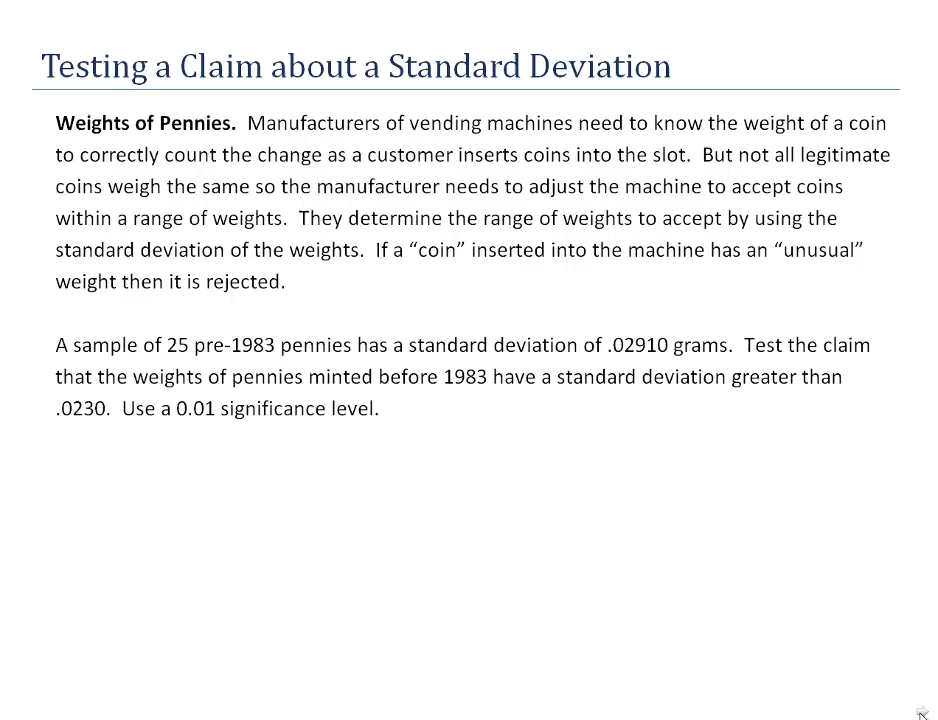 Testing a Claim about a Standard Deviation
Weights of Pennies.  Manufacturers of vending machines need to know the weight of a coin
to correctly count the change as a customer inserts coins into the slot.  But not all legitimate
coins weigh the same so the manufacturer needs to adjust the machine to accept coins
within a range of weights.  They determine the range of weights to accept by using the
standard deviation of the weights.  If a “coin” inserted into the machine has an “unusual”
weight then it is rejected.
A sample of 25 pre-1983 pennies has a standard deviation of .02910 grams.  Test the claim
that the weights of pennies minted before 1983 have a standard deviation greater than
.0230.  Use a 0.01 significance level.